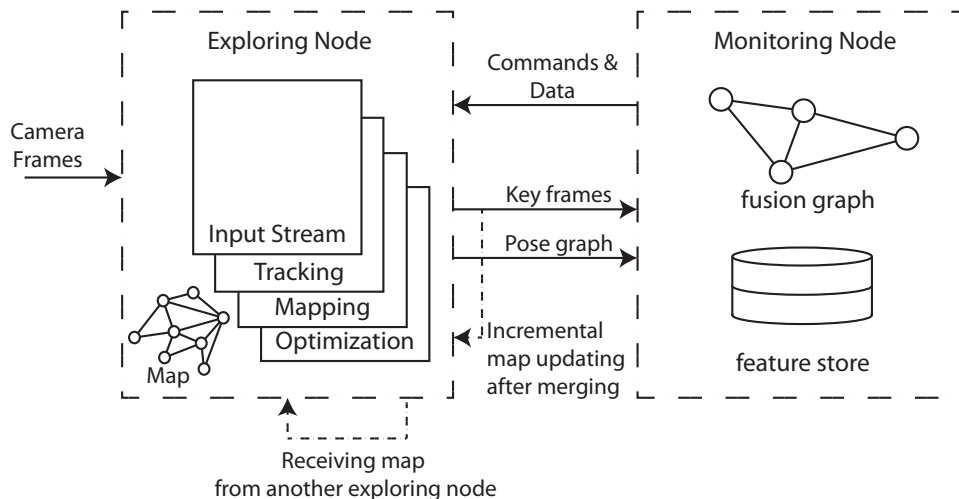 Exploring Node
Monitoring Node
Commands &
Data
Camera
Frames
Input Stream
Tracking
Mapping
Optimization
Map
Key frames
Pose graph
Incremental
map updating
after merging
fusion graph
feature store
Receiving map
from another exploring node